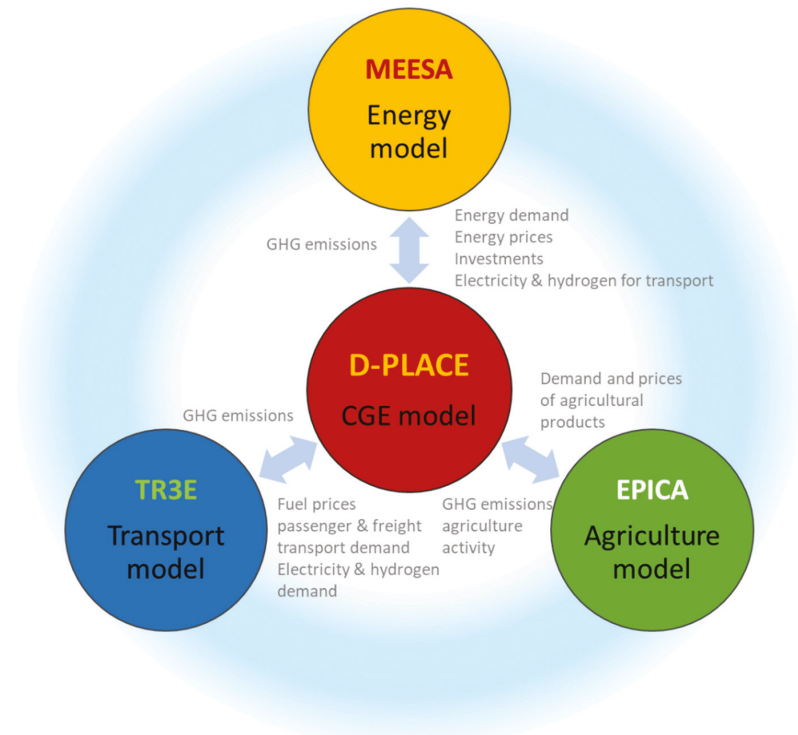 MEESA
Energy
model
GHG emissions
Energy demand
Energy prices
Investments
Electricity & hydrogen for transport
D-PLACE
CGE model
Demand and prices
of agricultural
products
GHG emissions
TR3E
Transport
model
Fuel prices
passenger & freight
transport demand
Electricity & hydrogen
demand
GHG emissions
agriculture
activity
EPICA
Agriculture
model